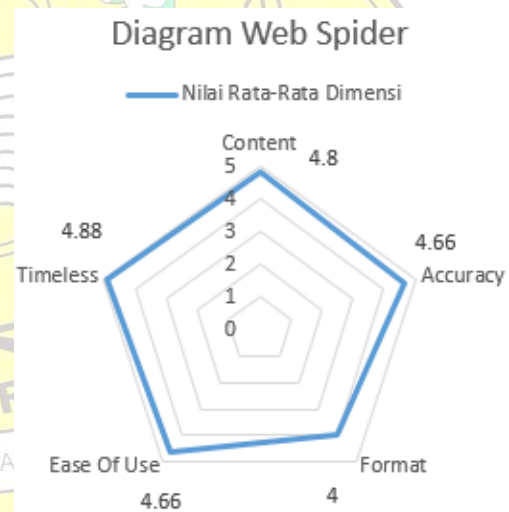 Diagram Web Spider
Nilai Rata-Rata Dimensi
Content
4.8
5
4
3
2
1
0
4.88
Timeless
4.66
Accuracy
Ease Of Use
4.66
Format
4